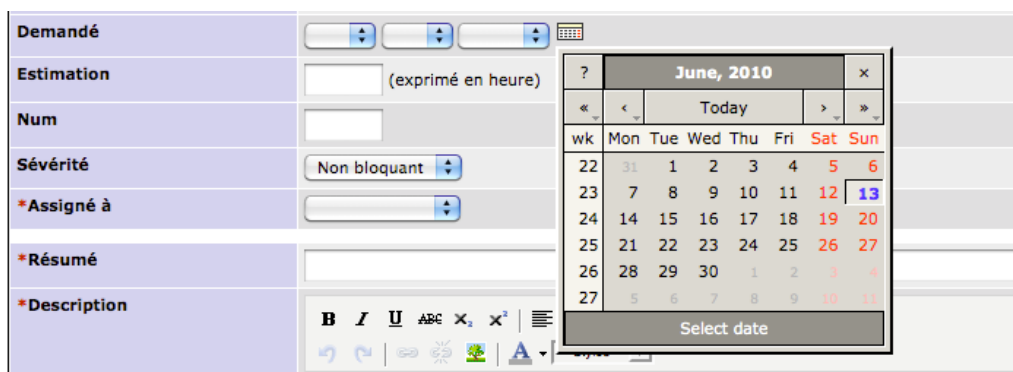 Demandé
Estimation
(exprimé en heure)
Num
Sévérité
Non bloquant
*Assigné à
*Résumé
*Description
B I U ABC X₂ X²
A
? June, 2010 ×
« ‹ Today › »
wk Mon Tue Wed Thu Fri Sat Sun
22 31 1 2 3 4 5 6
23 7 8 9 10 11 12 13
24 14 15 16 17 18 19 20
25 21 22 23 24 25 26 27
26 28 29 30 1 2 3 4
27 5 6 7 8 9 10 11
Select date